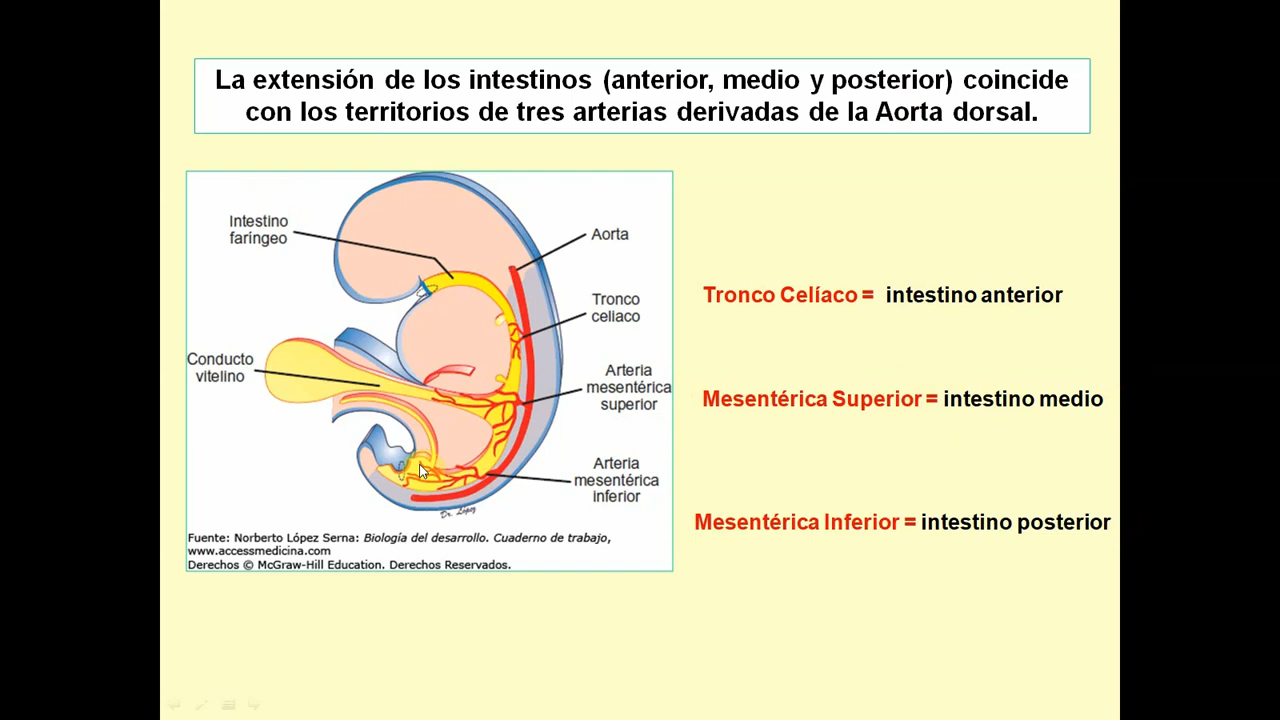 La extensión de los intestinos (anterior, medio y posterior) coincide
con los territorios de tres arterias derivadas de la Aorta dorsal.
Intestino
faríngeo
Aorta
Tronco
celiaco
Conducto
vitelino
Arteria
mesentérica
superior
Arteria
mesentérica
inferior
Dr. López
Fuente: Norberto López Serna: Biología del desarrollo. Cuaderno de trabajo,
www.accessmedicina.com
Derechos © McGraw-Hill Education. Derechos Reservados.
Tronco Celíaco = intestino anterior
Mesentérica Superior = intestino medio
Mesentérica Inferior = intestino posterior